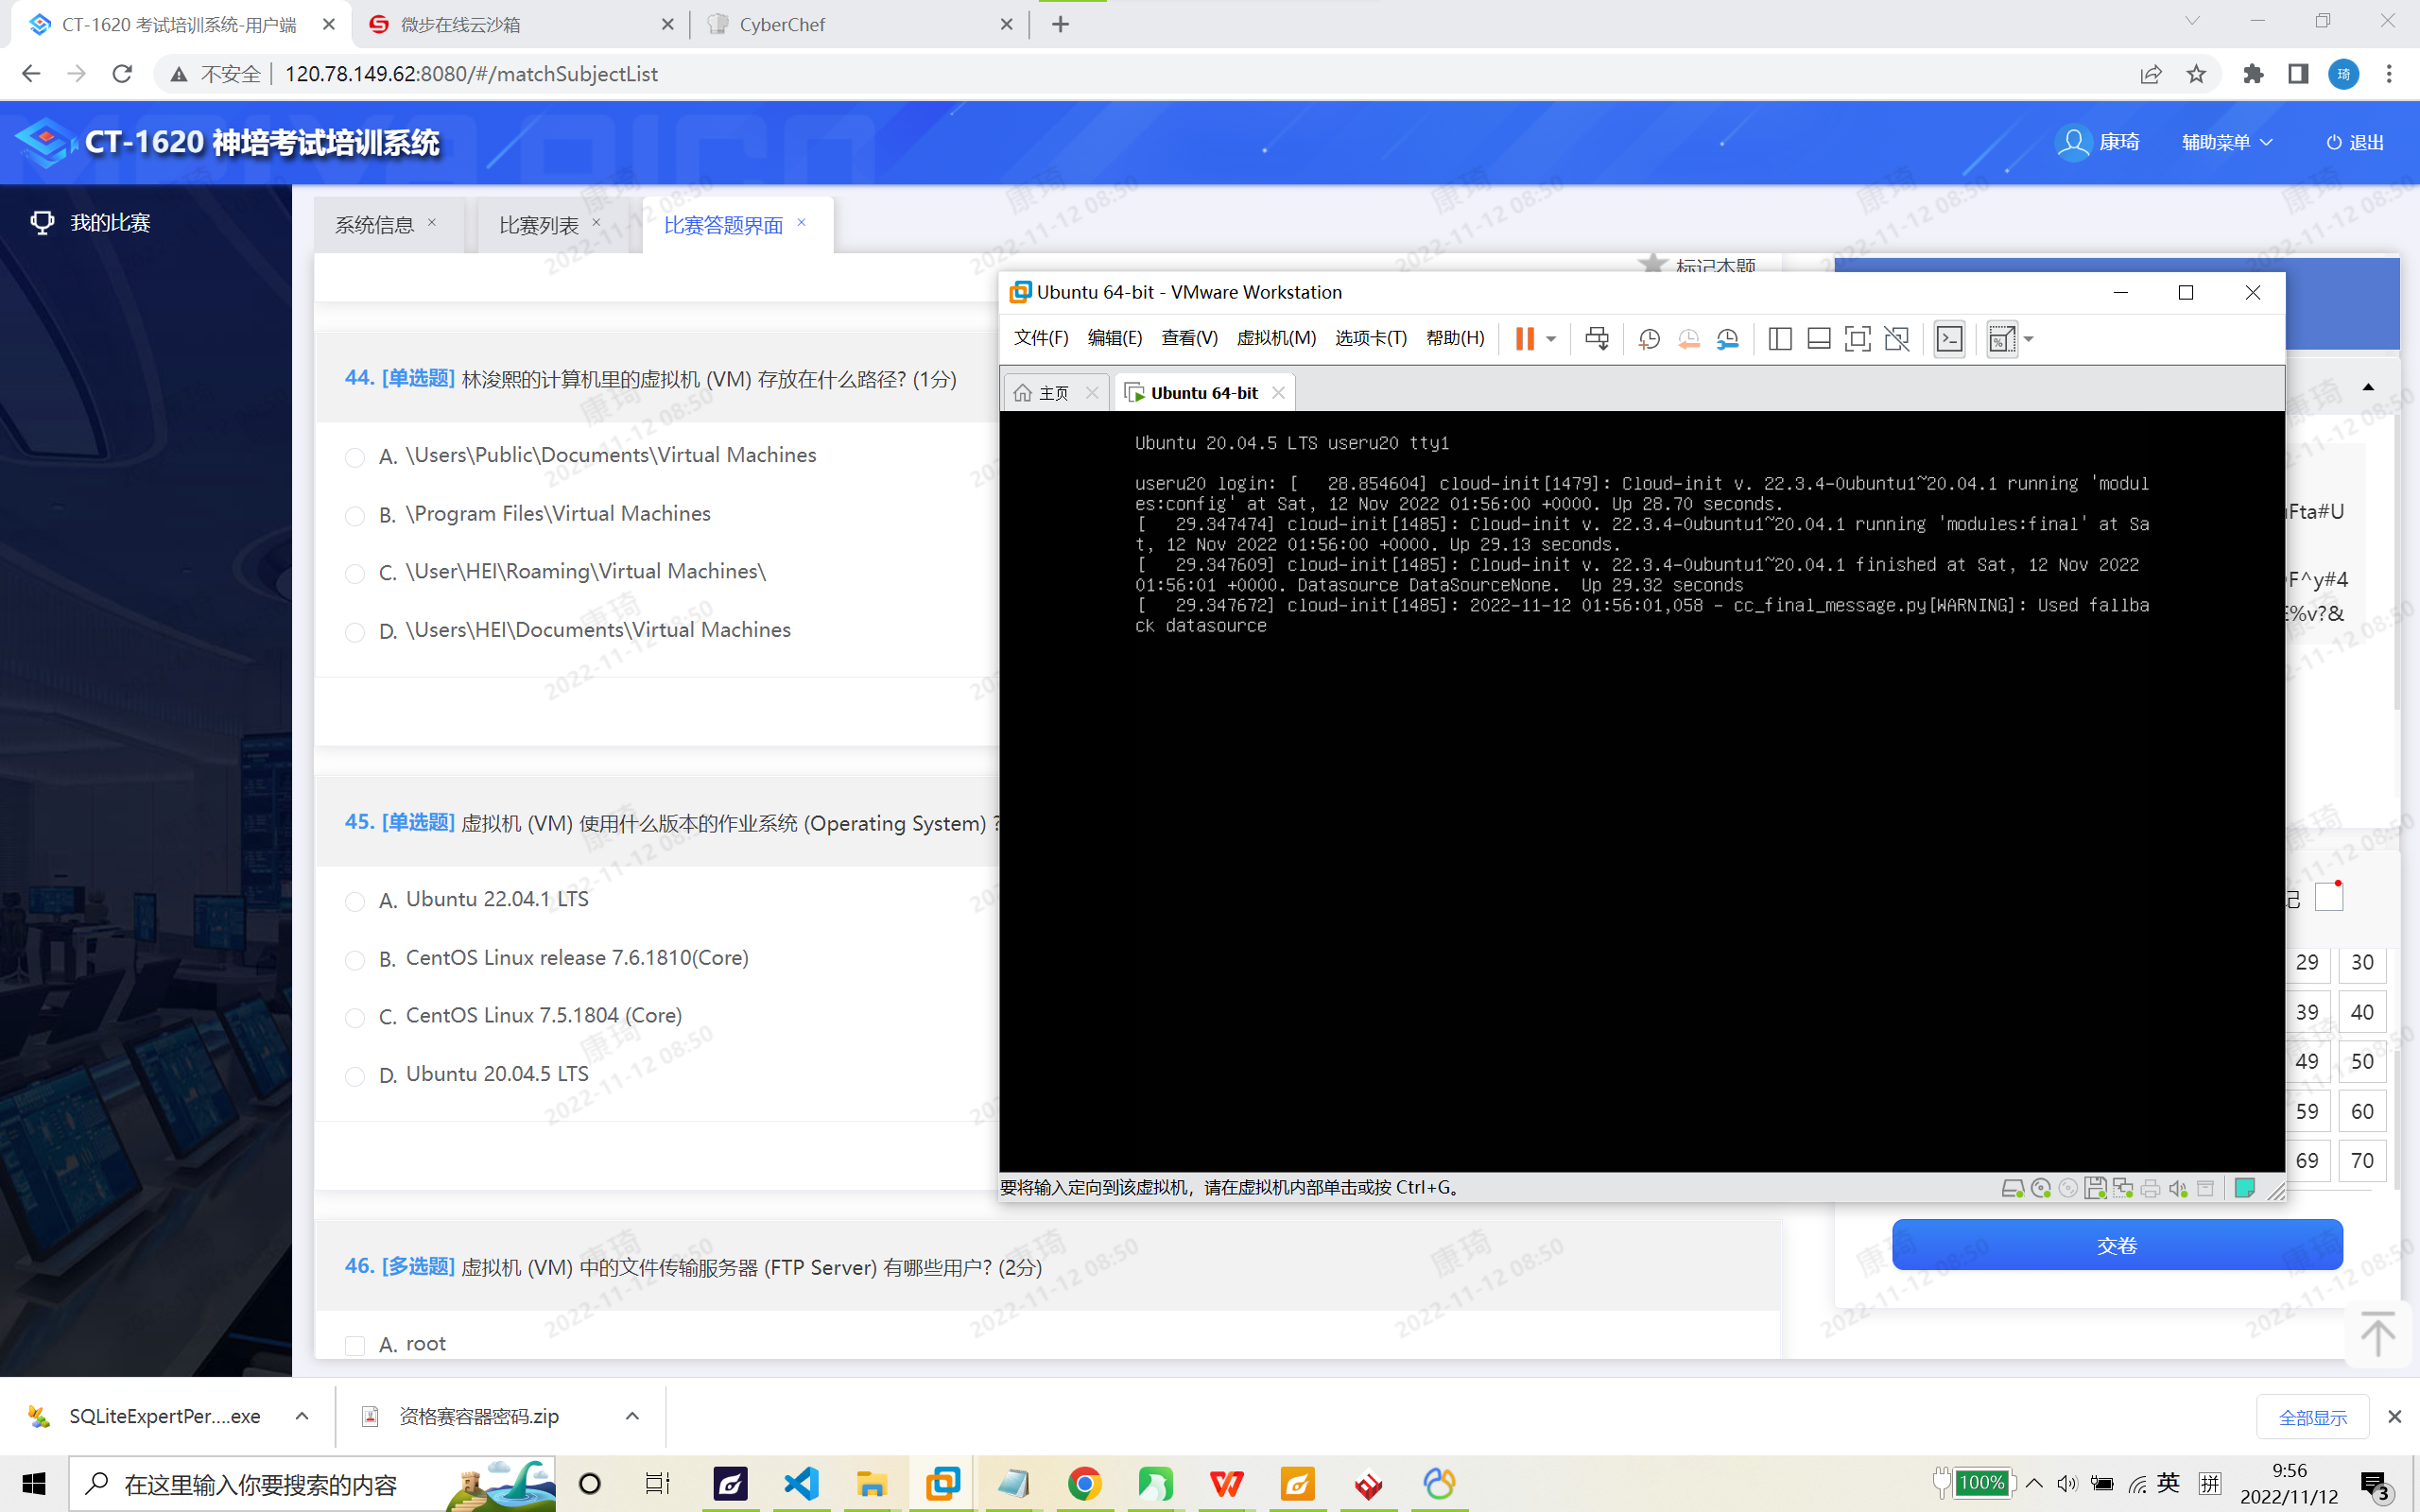 CT-1620 考试培训系统-用户端
微步在线云沙箱
CyberChef
不安全
120.78.149.62:8080/#/matchSubjectList
琦
CT-1620 神培考试培训系统
康琦
辅助菜单
退出
我的比赛
系统信息
比赛列表
比赛答题界面
标记本题
44. [单选题] 林浚熙的计算机里的虚拟机 (VM) 存放在什么路径? (1分)
A. \Users\Public\Documents\Virtual Machines
B. \Program Files\Virtual Machines
C. \User\HEI\Roaming\Virtual Machines\
D. \Users\HEI\Documents\Virtual Machines
45. [单选题] 虚拟机 (VM) 使用什么版本的作业系统 (Operating System) ?
A. Ubuntu 22.04.1 LTS
B. CentOS Linux release 7.6.1810(Core)
C. CentOS Linux 7.5.1804 (Core)
D. Ubuntu 20.04.5 LTS
46. [多选题] 虚拟机 (VM) 中的文件传输服务器 (FTP Server) 有哪些用户? (2分)
A. root
Ubuntu 64-bit - VMware Workstation
文件(F) 编辑(E) 查看(V) 虚拟机(M) 选项卡(T) 帮助(H)
主页
Ubuntu 64-bit
Ubuntu 20.04.5 LTS useru20 tty1
useru20 login: [   28.854604] cloud-init[1479]: Cloud-init v. 22.3.4-0ubuntu1~20.04.1 running 'modul
es:config' at Sat, 12 Nov 2022 01:56:00 +0000. Up 28.70 seconds.
[   29.347474] cloud-init[1485]: Cloud-init v. 22.3.4-0ubuntu1~20.04.1 running 'modules:final' at Sa
t, 12 Nov 2022 01:56:00 +0000. Up 29.13 seconds.
[   29.347609] cloud-init[1485]: Cloud-init v. 22.3.4-0ubuntu1~20.04.1 finished at Sat, 12 Nov 2022
01:56:01 +0000. Datasource DataSourceNone.  Up 29.32 seconds
[   29.347672] cloud-init[1485]: 2022-11-12 01:56:01,058 - cc_final_message.py[WARNING]: Used fallba
ck datasource
要将输入定向到该虚拟机，请在虚拟机内部单击或按 Ctrl+G。
Fta#U
F^y#4
%v?&
记
29 30
39 40
49 50
59 60
69 70
交卷
康琦
2022-11-12 08:50
SQLiteExpertPer....exe
资格赛容器密码.zip
全部显示
在这里输入你要搜索的内容
100%
英
拼
9:56
2022/11/12
3